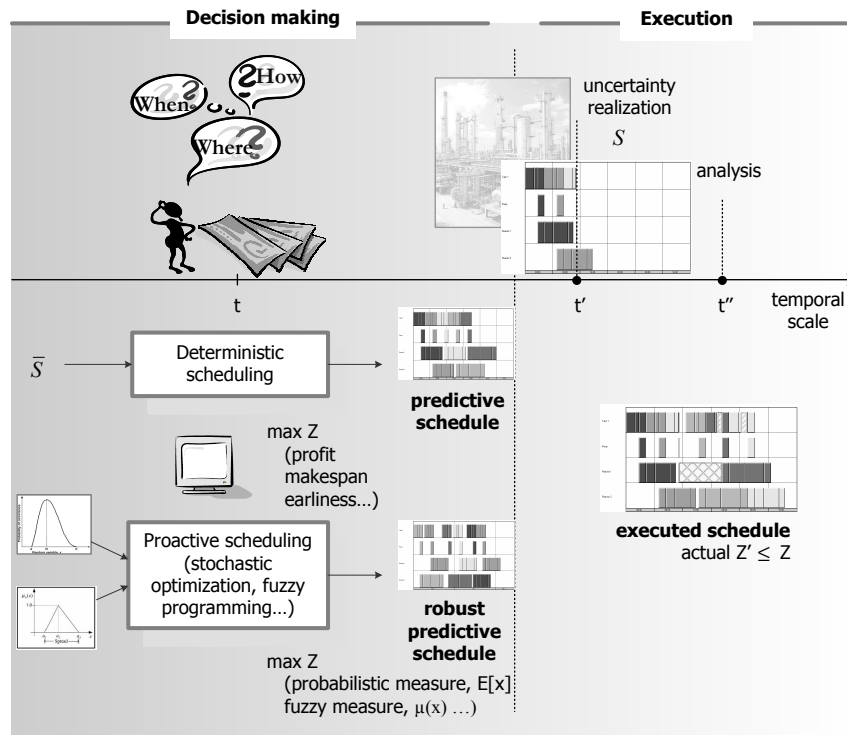 Decision making
Execution
How
When
Where
uncertainty
realization
S
analysis
t
t'
t''
temporal
scale
S̅
Deterministic
scheduling
predictive
schedule
max Z
(profit
makespan
earliness...)
Proactive scheduling
(stochastic
optimization, fuzzy
programming...)
robust
predictive
schedule
max Z
(probabilistic measure, E[x]
fuzzy measure, μ(x) ...)
executed schedule
actual Z' ≤ Z